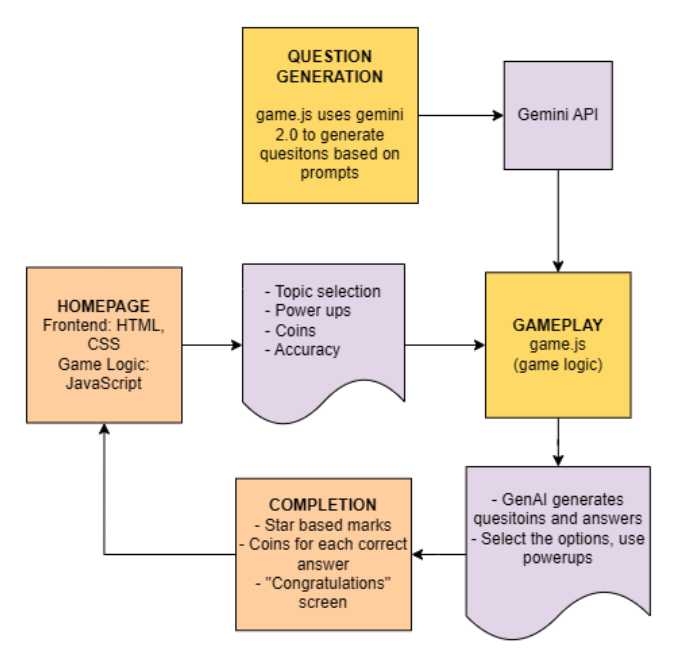 QUESTION
GENERATION
game.js uses gemini
2.0 to generate
quesitons based on
prompts
Gemini API
HOMEPAGE
Frontend: HTML,
CSS
Game Logic:
JavaScript
- Topic selection
- Power ups
- Coins
- Accuracy
GAMEPLAY
game.js
(game logic)
COMPLETION
- Star based marks
- Coins for each correct
answer
- "Congratulations"
screen
- GenAI generates
quesitoins and answers
- Select the options, use
powerups